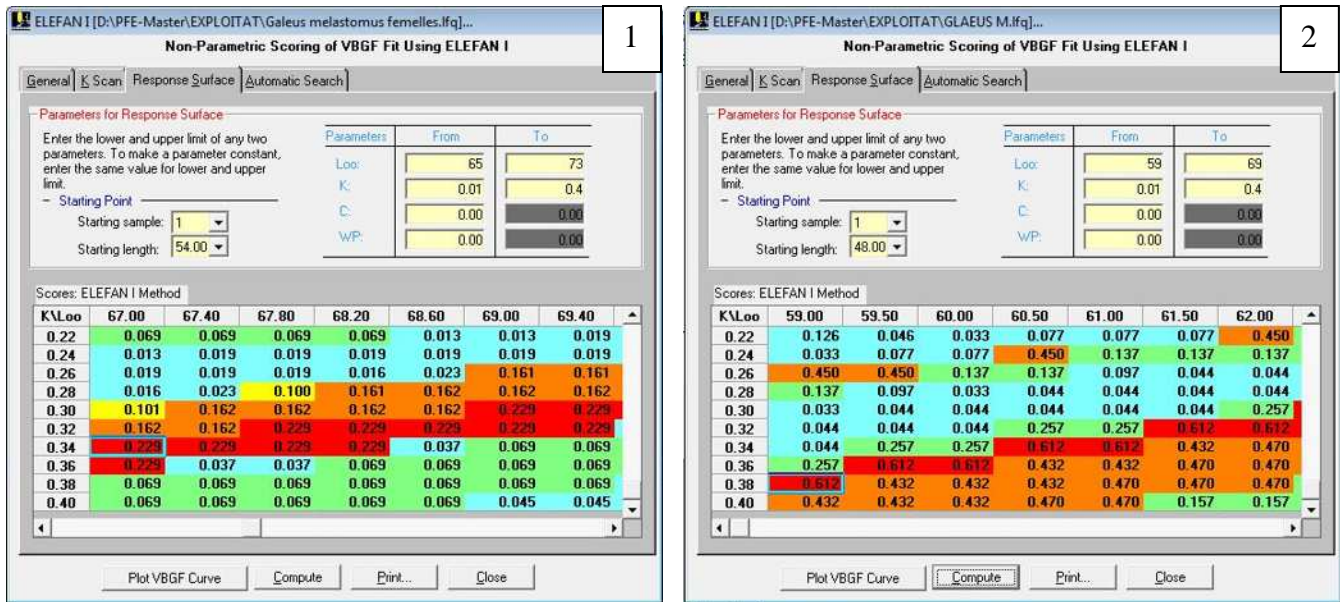 ELEFAN I [D:\PFE-Master\EXPLOITAT\Galeus melastomus femelles.lfq]...
1
Non-Parametric Scoring of VBGF Fit Using ELEFAN I
General K Scan Response Surface Automatic Search
Parameters for Response Surface
Enter the lower and upper limit of any two
parameters. To make a parameter constant,
enter the same value for lower and upper
limit.
- Starting Point
Starting sample: 1
Starting length: 54.00
Parameters From To
Loo: 65 73
K: 0.01 0.4
C: 0.00 0.00
WP: 0.00 0.00
Scores: ELEFAN I Method
K\Loo 67.00 67.40 67.80 68.20 68.60 69.00 69.40
0.22 0.069 0.069 0.069 0.069 0.013 0.013 0.019
0.24 0.013 0.019 0.019 0.019 0.019 0.019 0.019
0.26 0.019 0.019 0.019 0.016 0.023 0.161 0.161
0.28 0.016 0.023 0.100 0.161 0.162 0.162 0.162
0.30 0.101 0.162 0.162 0.162 0.162 0.229 0.229
0.32 0.162 0.162 0.229 0.229 0.229 0.229 0.229
0.34 0.229 0.229 0.229 0.229 0.037 0.069 0.069
0.36 0.229 0.037 0.037 0.069 0.069 0.069 0.069
0.38 0.069 0.069 0.069 0.069 0.069 0.069 0.069
0.40 0.069 0.069 0.069 0.069 0.069 0.045 0.045
Plot VBGF Curve Compute Print... Close
ELEFAN I [D:\PFE-Master\EXPLOITAT\GLAEUS M.lfq]...
2
Non-Parametric Scoring of VBGF Fit Using ELEFAN I
General K Scan Response Surface Automatic Search
Parameters for Response Surface
Enter the lower and upper limit of any two
parameters. To make a parameter constant,
enter the same value for lower and upper
limit.
- Starting Point
Starting sample: 1
Starting length: 48.00
Parameters From To
Loo: 59 69
K: 0.01 0.4
C: 0.00 0.00
WP: 0.00 0.00
Scores: ELEFAN I Method
K\Loo 59.00 59.50 60.00 60.50 61.00 61.50 62.00
0.22 0.126 0.046 0.033 0.077 0.077 0.077 0.450
0.24 0.033 0.077 0.077 0.450 0.137 0.137 0.137
0.26 0.450 0.450 0.137 0.137 0.097 0.044 0.044
0.28 0.137 0.097 0.033 0.044 0.044 0.044 0.044
0.30 0.033 0.044 0.044 0.044 0.044 0.044 0.257
0.32 0.044 0.044 0.044 0.257 0.257 0.612 0.612
0.34 0.044 0.257 0.257 0.612 0.612 0.432 0.470
0.36 0.257 0.612 0.612 0.432 0.432 0.470 0.470
0.38 0.612 0.432 0.432 0.432 0.470 0.470 0.470
0.40 0.432 0.432 0.432 0.470 0.470 0.157 0.157
Plot VBGF Curve Compute Print... Close